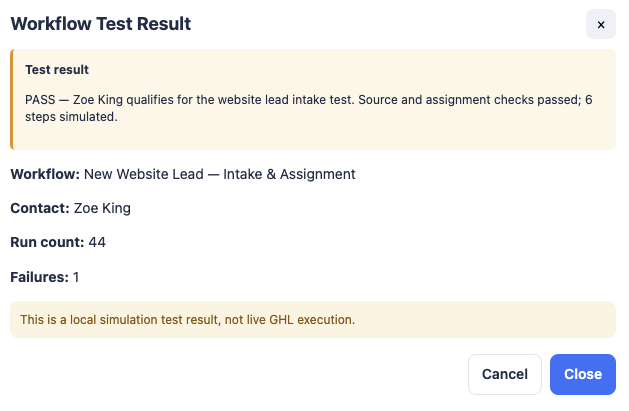 Workflow Test Result
×
Test result
PASS — Zoe King qualifies for the website lead intake test. Source and assignment checks passed; 6
steps simulated.
Workflow: New Website Lead — Intake & Assignment
Contact: Zoe King
Run count: 44
Failures: 1
This is a local simulation test result, not live GHL execution.
Cancel Close